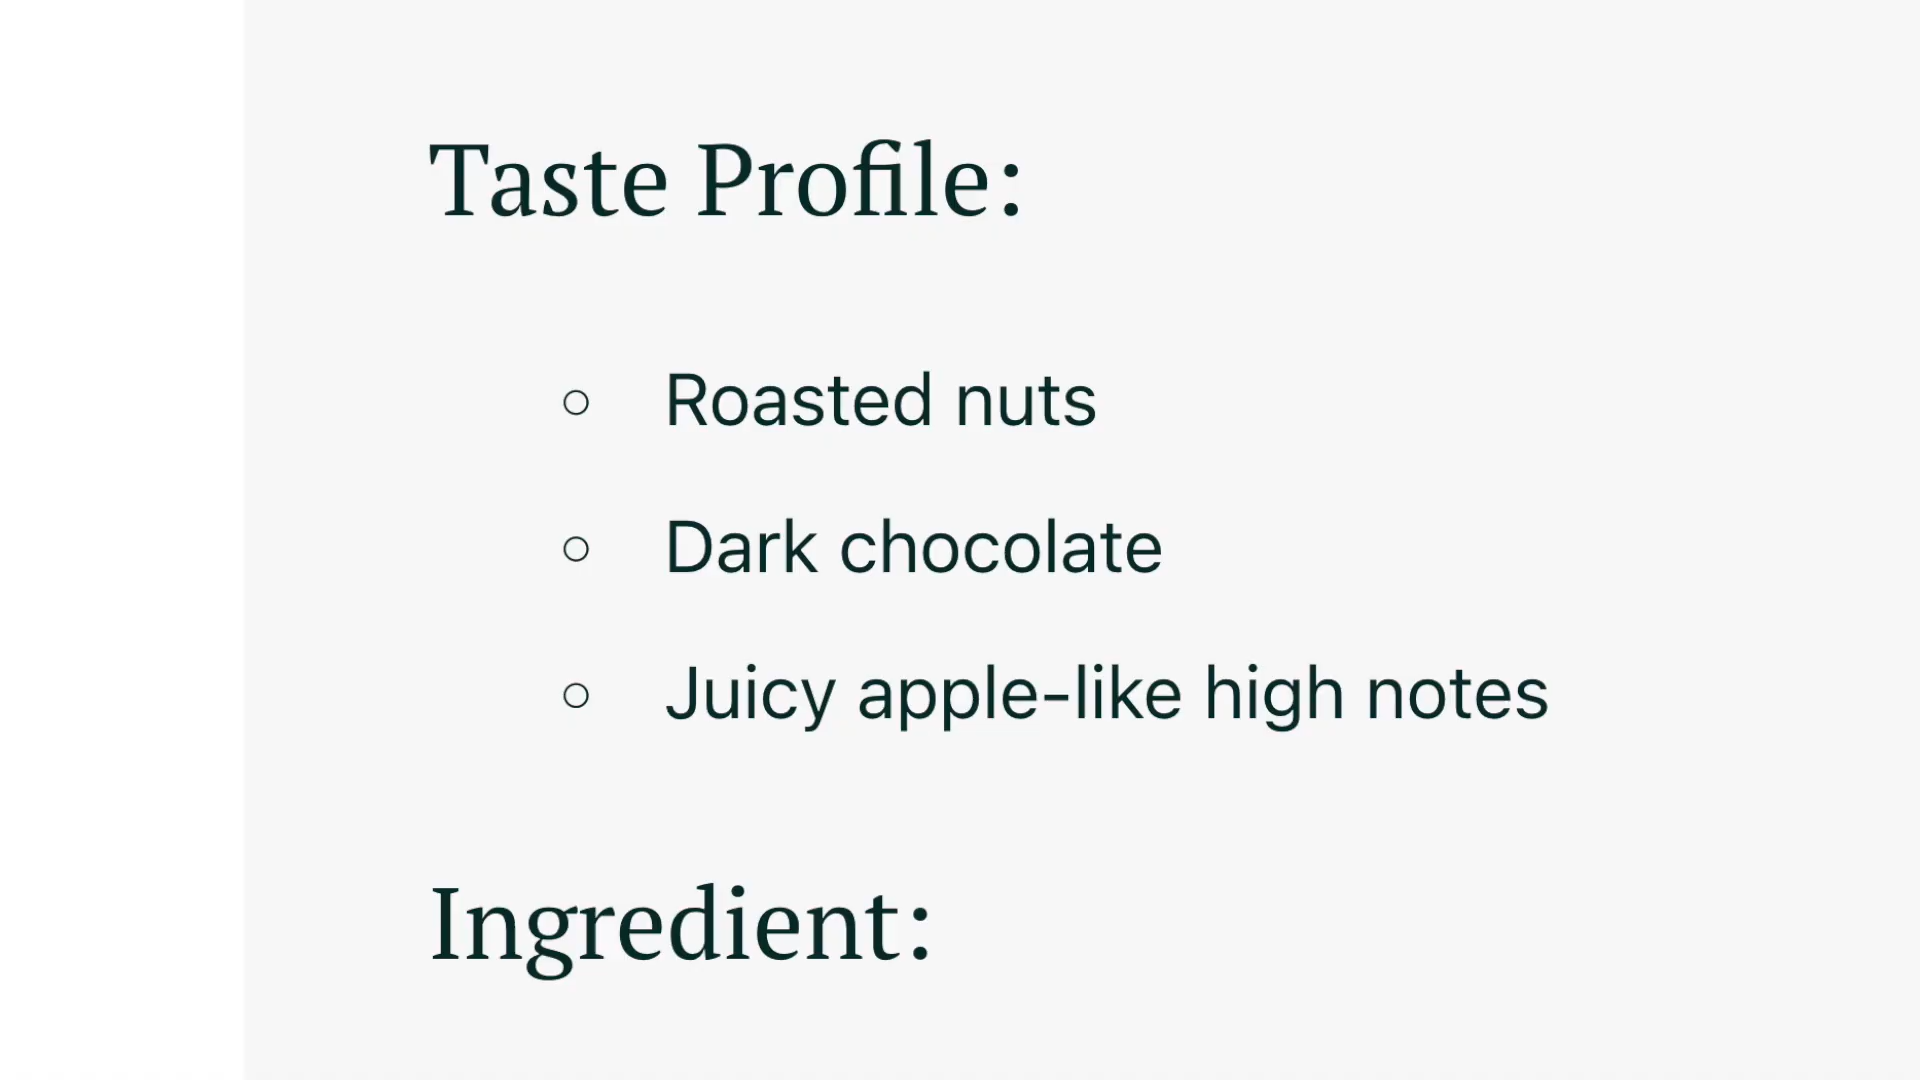 Taste Profile:
Roasted nuts
Dark chocolate
Juicy apple-like high notes
Ingredient: